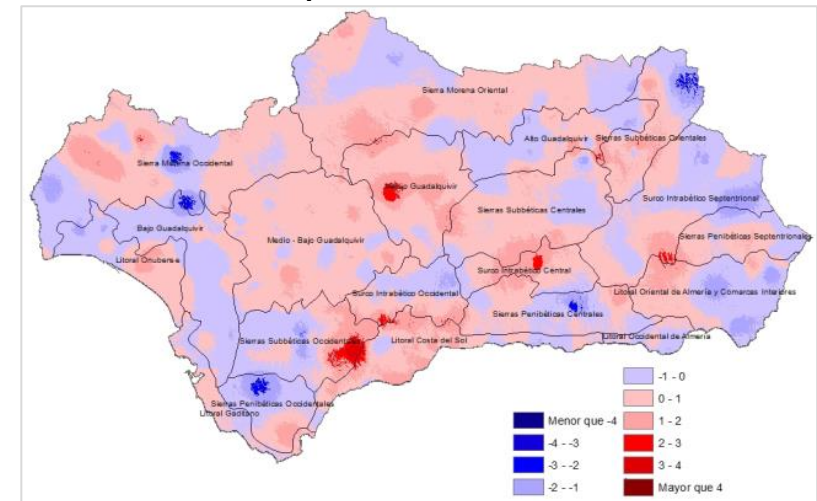 Sierra Morena Oriental
Alto Guadalquivir
Sierras Subbéticas Orientales
Sierra Morena Occidental
Guadalquivir
Surco Intrabético Septentrional
Sierras Subbéticas Centrales
Bajo Guadalquivir
Medio - Bajo Guadalquivir
Sierras Penibéticas Septentrionales
Litoral Onubense
Surco Intrabético Central
Surco Intrabético Occidental
Litoral Oriental de Almería y Comarcas Interiores
Sierras Penibéticas Centrales
Sierras Subbéticas Occidentales
Litoral Costa del Sol
Litoral Occidental de Almería
Sierras Penibéticas Occidentales
Litoral Gaditano
-1 - 0
0 - 1
Menor que -4
1 - 2
-4 - -3
2 - 3
-3 - -2
3 - 4
-2 - -1
Mayor que 4